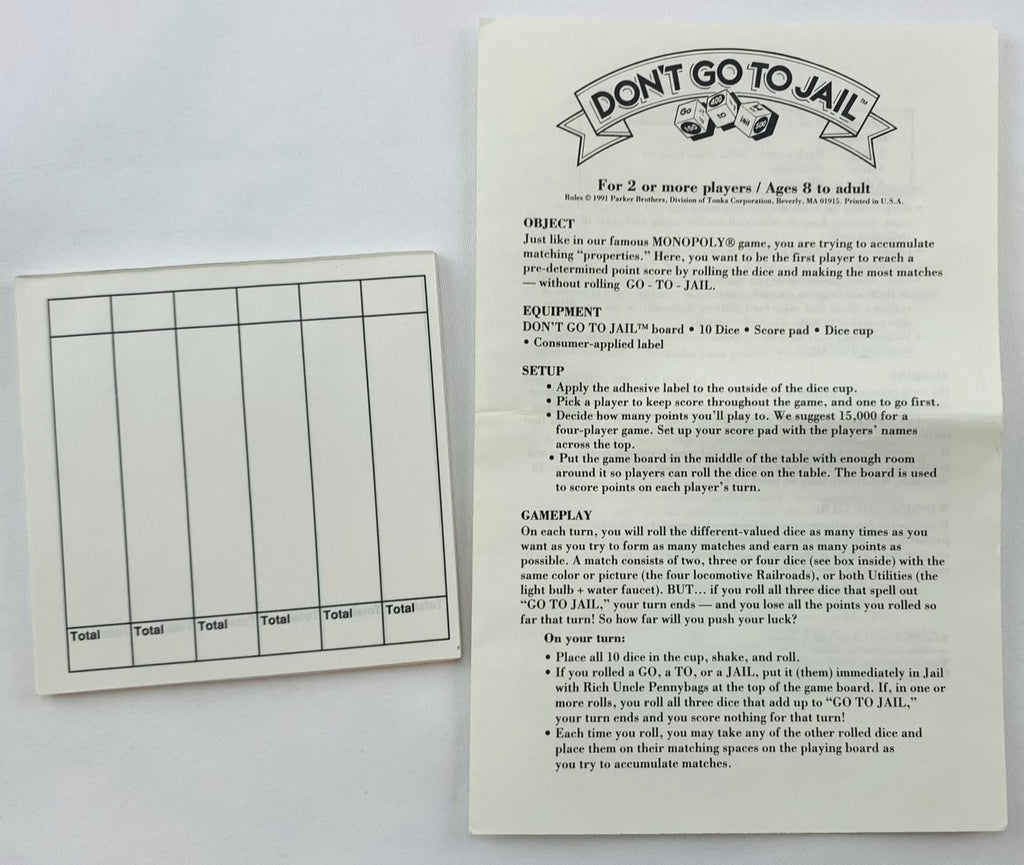 DON'T GO TO JAIL™
Go
150
400
10
Jail
500
For 2 or more players / Ages 8 to adult
Rules © 1991 Parker Brothers, Division of Tonka Corporation, Beverly, MA 01915. Printed in U.S.A.
OBJECT
Just like in our famous MONOPOLY® game, you are trying to accumulate
matching “properties.” Here, you want to be the first player to reach a
pre-determined point score by rolling the dice and making the most matches
— without rolling GO - TO - JAIL.
EQUIPMENT
DON'T GO TO JAIL™ board • 10 Dice • Score pad • Dice cup
• Consumer-applied label
SETUP
• Apply the adhesive label to the outside of the dice cup.
• Pick a player to keep score throughout the game, and one to go first.
• Decide how many points you'll play to. We suggest 15,000 for a
four-player game. Set up your score pad with the players' names
across the top.
• Put the game board in the middle of the table with enough room
around it so players can roll the dice on the table. The board is used
to score points on each player's turn.
GAMEPLAY
On each turn, you will roll the different-valued dice as many times as you
want as you try to form as many matches and earn as many points as
possible. A match consists of two, three or four dice (see box inside) with the
same color or picture (the four locomotive Railroads), or both Utilities (the
light bulb + water faucet). BUT... if you roll all three dice that spell out
“GO TO JAIL,” your turn ends — and you lose all the points you rolled so
far that turn! So how far will you push your luck?
On your turn:
• Place all 10 dice in the cup, shake, and roll.
• If you rolled a GO, a TO, or a JAIL, put it (them) immediately in Jail
with Rich Uncle Pennybags at the top of the game board. If, in one or
more rolls, you roll all three dice that add up to “GO TO JAIL,”
your turn ends and you score nothing for that turn!
• Each time you roll, you may take any of the other rolled dice and
place them on their matching spaces on the playing board as
you try to accumulate matches.
Total Total Total Total Total Total